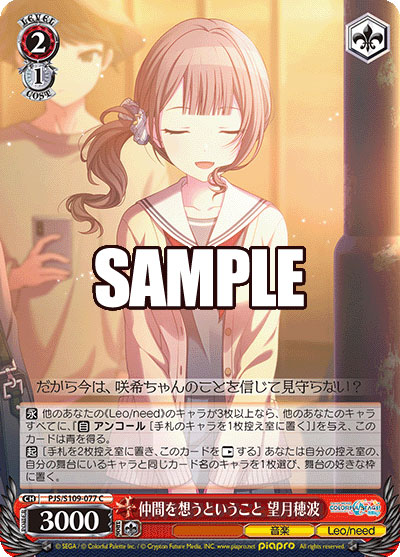 LEVEL
2
1
COST
SAMPLE
だから今は、咲希ちゃんのことを信じて見守らない?
永 他のあなたの《Leo/need》のキャラが3枚以上なら、他のあなたのキャラ
すべてに、『自 アンコール [手札のキャラを1枚控え室に置く]』を与え、この
カードは青を得る。
起 [手札を2枚控え室に置き、このカードを する] あなたは自分の控え室の、
自分の舞台にいるキャラと同じカード名のキャラを1枚選び、舞台の好きな枠
に置く。
CH PJS/S109-077 C
3000
仲間を想うということ 望月穂波
音楽
Leo/need
© SEGA / © Colorful Palette Inc. / © Crypton Future Media, INC. www.piapro.net piapro